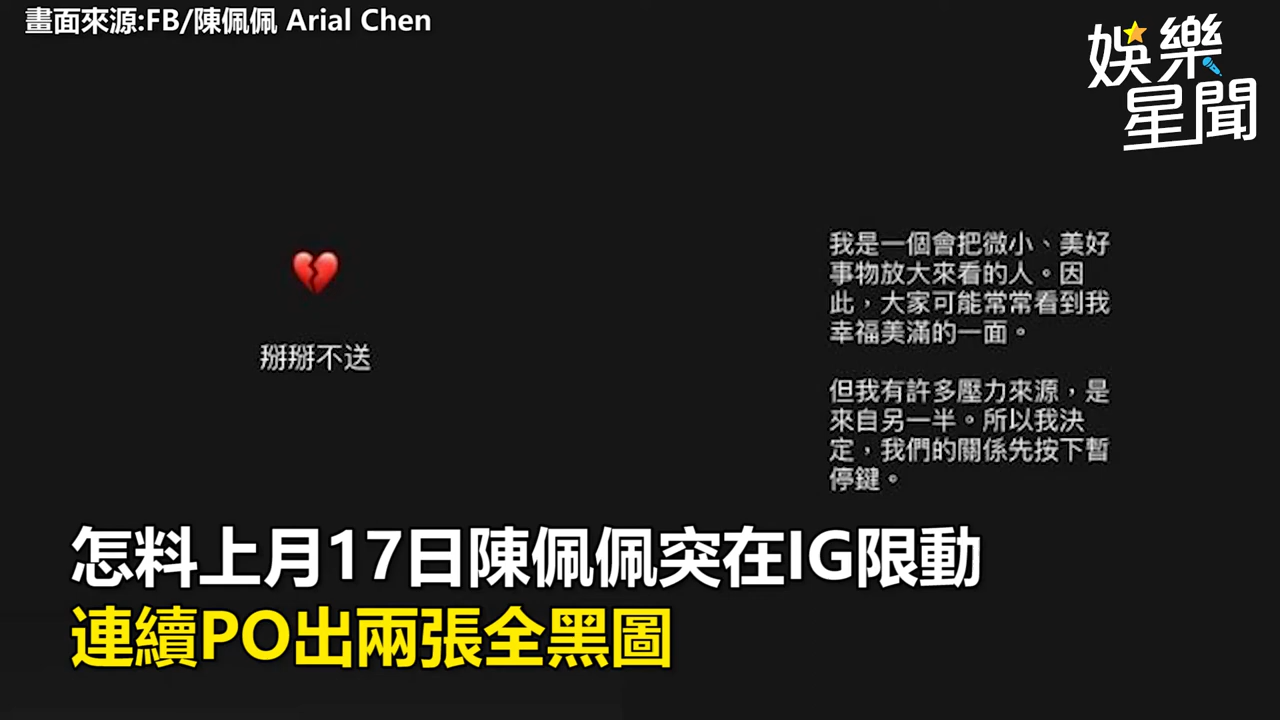 畫面來源:FB/陳佩佩 Arial Chen
娛樂
星聞
💔
掰掰不送
我是一個會把微小、美好
事物放大來看的人。因
此，大家可能常常看到我
幸福美滿的一面。
但我有許多壓力來源，是
來自另一半。所以我決
定，我們的關係先按下暫
停鍵。
怎料上月17日陳佩佩突在IG限動
連續PO出兩張全黑圖